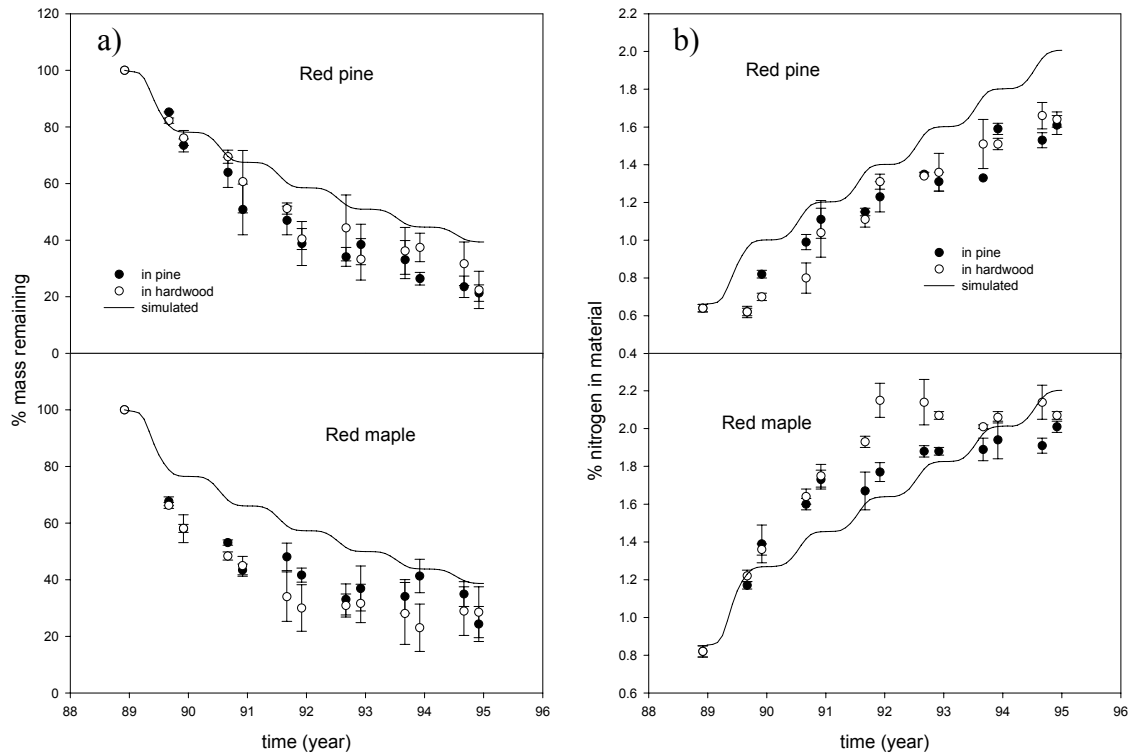 a)
Red pine
120
100
80
60
40
20
0
in pine
in hardwood
simulated
% mass remaining
Red maple
100
80
60
40
20
0
88 89 90 91 92 93 94 95 96
time (year)
b)
Red pine
2.2
2.0
1.8
1.6
1.4
1.2
1.0
0.8
0.6
0.4
in pine
in hardwood
simulated
% nitrogen in material
Red maple
2.2
2.0
1.8
1.6
1.4
1.2
1.0
0.8
0.6
88 89 90 91 92 93 94 95 96
time (year)